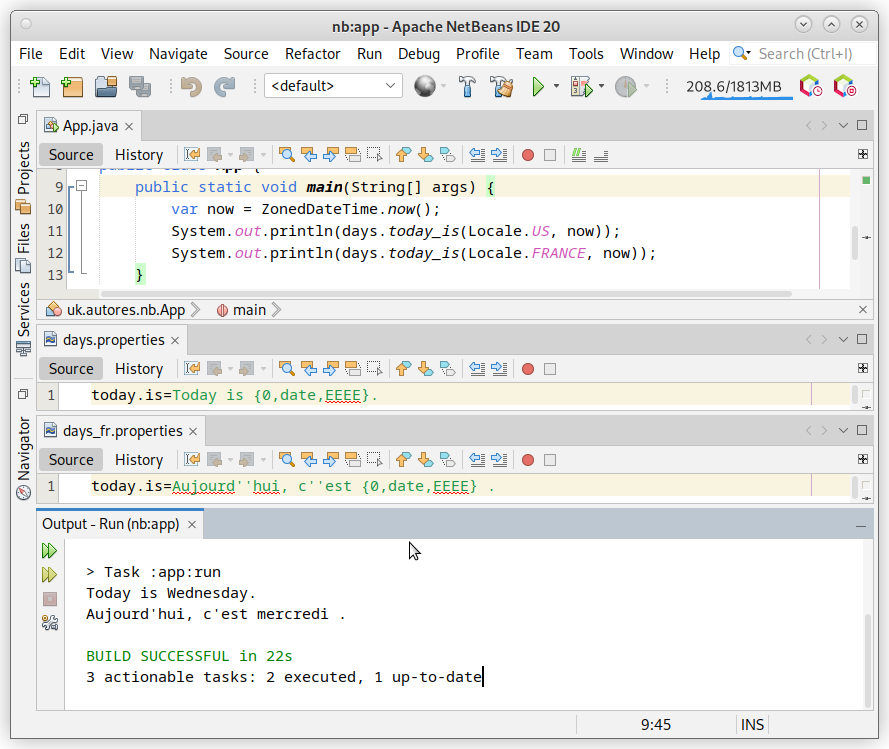 nb:app - Apache NetBeans IDE 20
File Edit View Navigate Source Refactor Run Debug Profile Team Tools Window Help Search (Ctrl+I)
<default> 208.6/1813MB
Projects
Files
Services
Navigator
App.java
Source History
public class App {
9 public static void main(String[] args) {
10 var now = ZonedDateTime.now();
11 System.out.println(days.today_is(Locale.US, now));
12 System.out.println(days.today_is(Locale.FRANCE, now));
13 }
uk.autores.nb.App main
days.properties
Source History
1 today.is=Today is {0,date,EEEE}.
days_fr.properties
Source History
1 today.is=Aujourd''hui, c''est {0,date,EEEE} .
Output - Run (nb:app)
> Task :app:run
Today is Wednesday.
Aujourd'hui, c'est mercredi .
BUILD SUCCESSFUL in 22s
3 actionable tasks: 2 executed, 1 up-to-date
9:45 INS